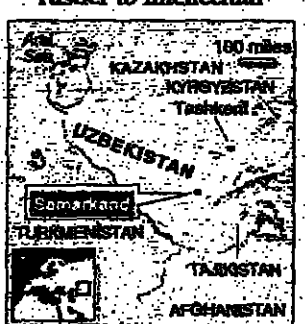 Aral
Sea
100 miles
KAZAKHSTAN
KYRGYZSTAN
Tashkent
UZBEKISTAN
Samarkand
TURKMENISTAN
TAJIKISTAN
AFGHANISTAN